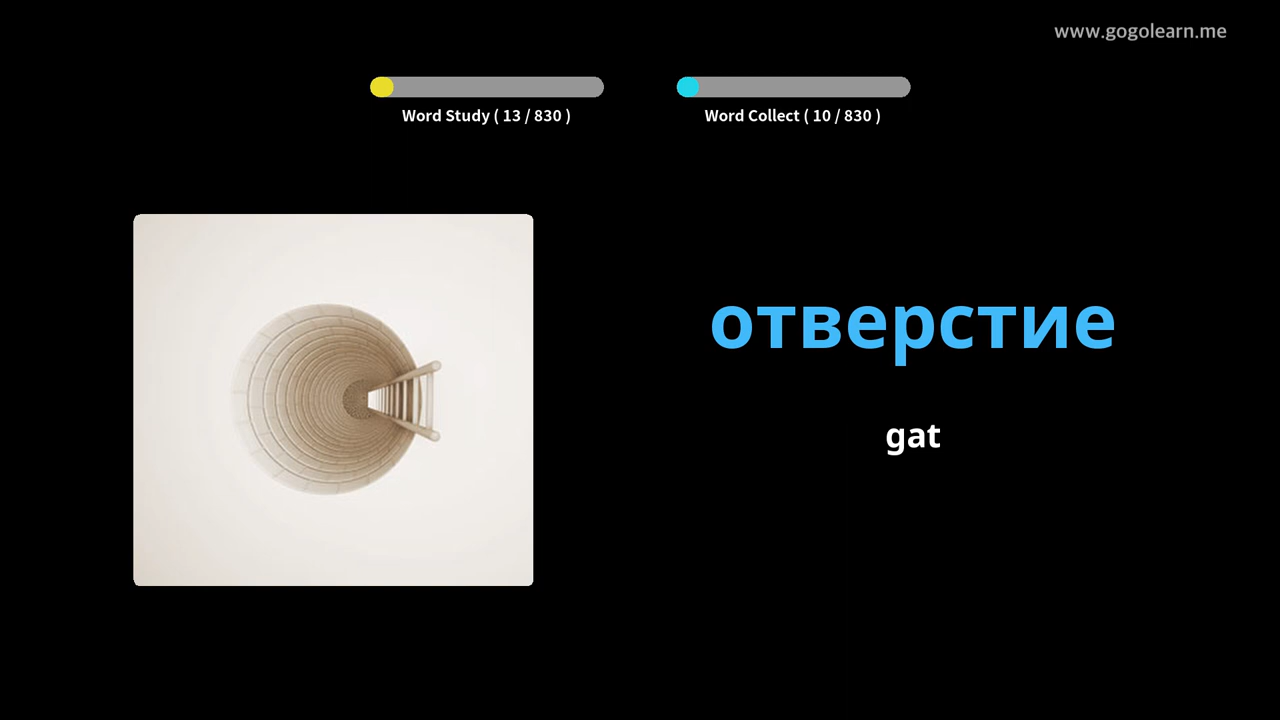 www.gogolearn.me
Word Study ( 13 / 830 )
Word Collect ( 10 / 830 )
отверстие
gat